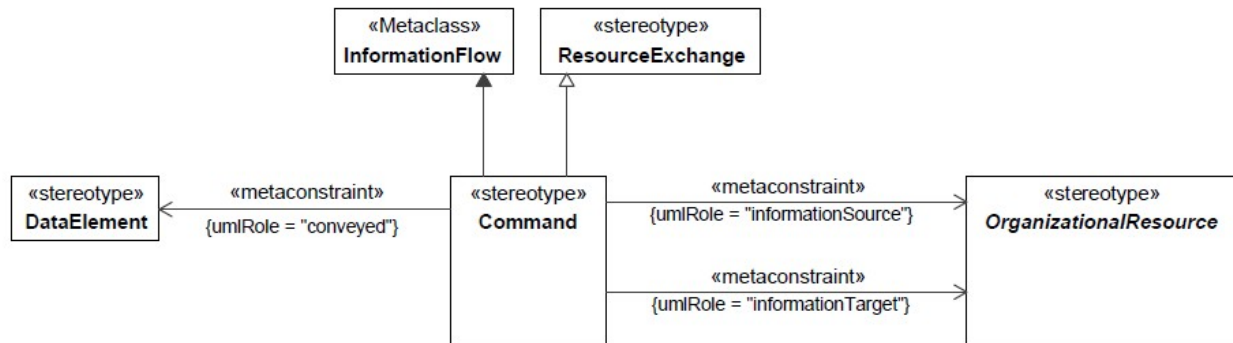 «Metaclass»
InformationFlow
«stereotype»
ResourceExchange
«stereotype»
DataElement
«metaconstraint»
{umlRole = "conveyed"}
«stereotype»
Command
«metaconstraint»
{umlRole = "informationSource"}
«metaconstraint»
{umlRole = "informationTarget"}
«stereotype»
OrganizationalResource